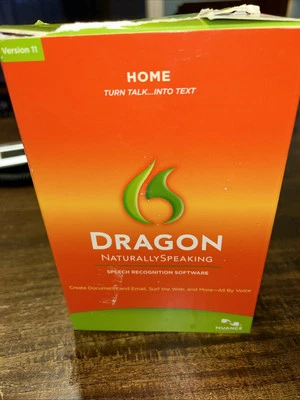 Version 11
HOME
TURN TALK...INTO TEXT
DRAGON
NATURALLYSPEAKING
SPEECH RECOGNITION SOFTWARE
Create Document and Email, Surf the Web, and More—All By Voice
NUANCE